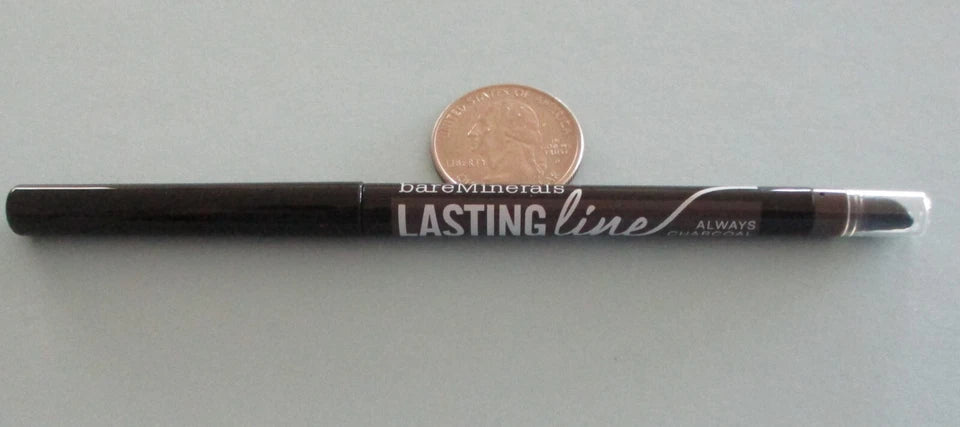 UNITED STATES OF AMERICA
LIBERTY
bareMinerals
LASTING line
ALWAYS
CHARCOAL